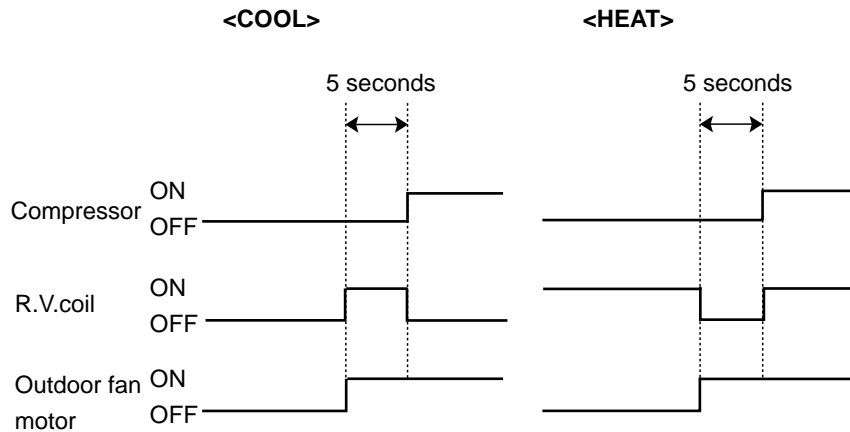 <COOL> <HEAT>
5 seconds 5 seconds
Compressor ON
OFF
R.V.coil ON
OFF
Outdoor fan motor ON
OFF